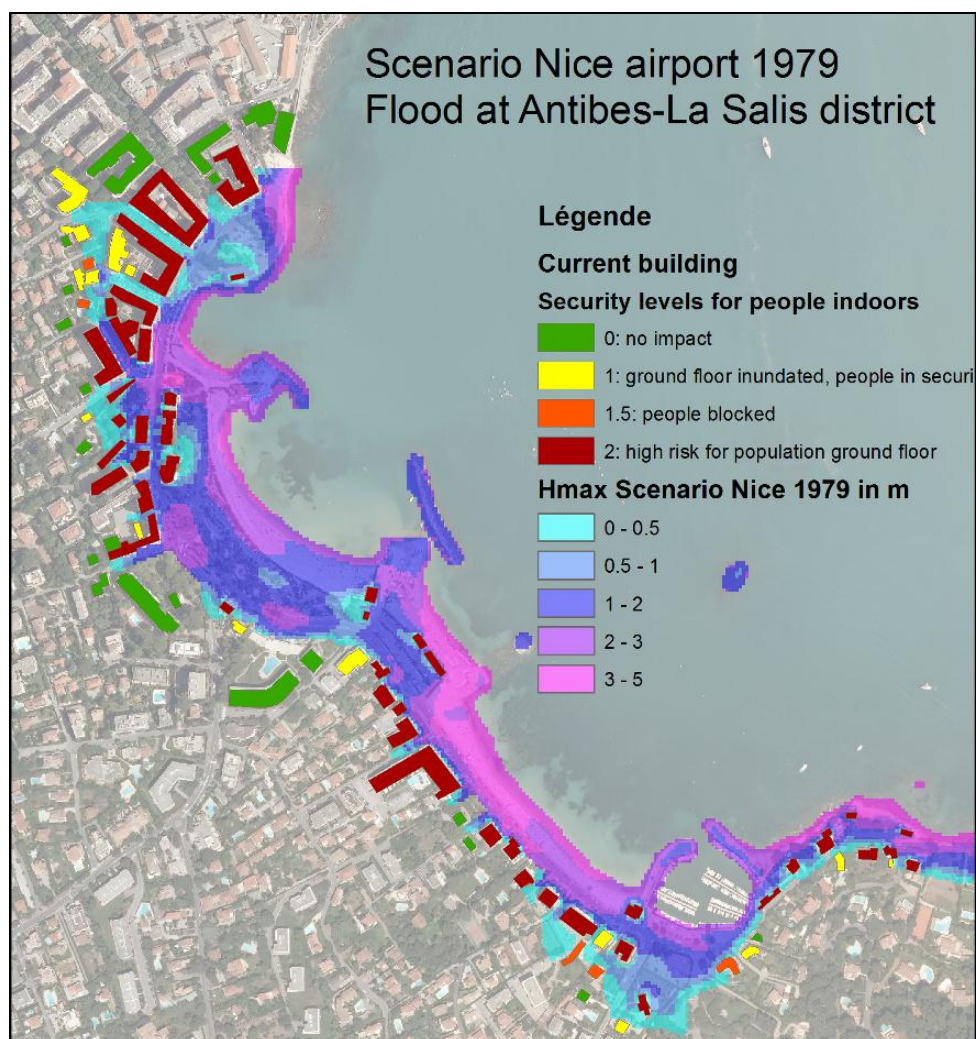 Scenario Nice airport 1979
Flood at Antibes-La Salis district
Légende
Current building
Security levels for people indoors
0: no impact
1: ground floor inundated, people in securi
1.5: people blocked
2: high risk for population ground floor
Hmax Scenario Nice 1979 in m
0 - 0.5
0.5 - 1
1 - 2
2 - 3
3 - 5